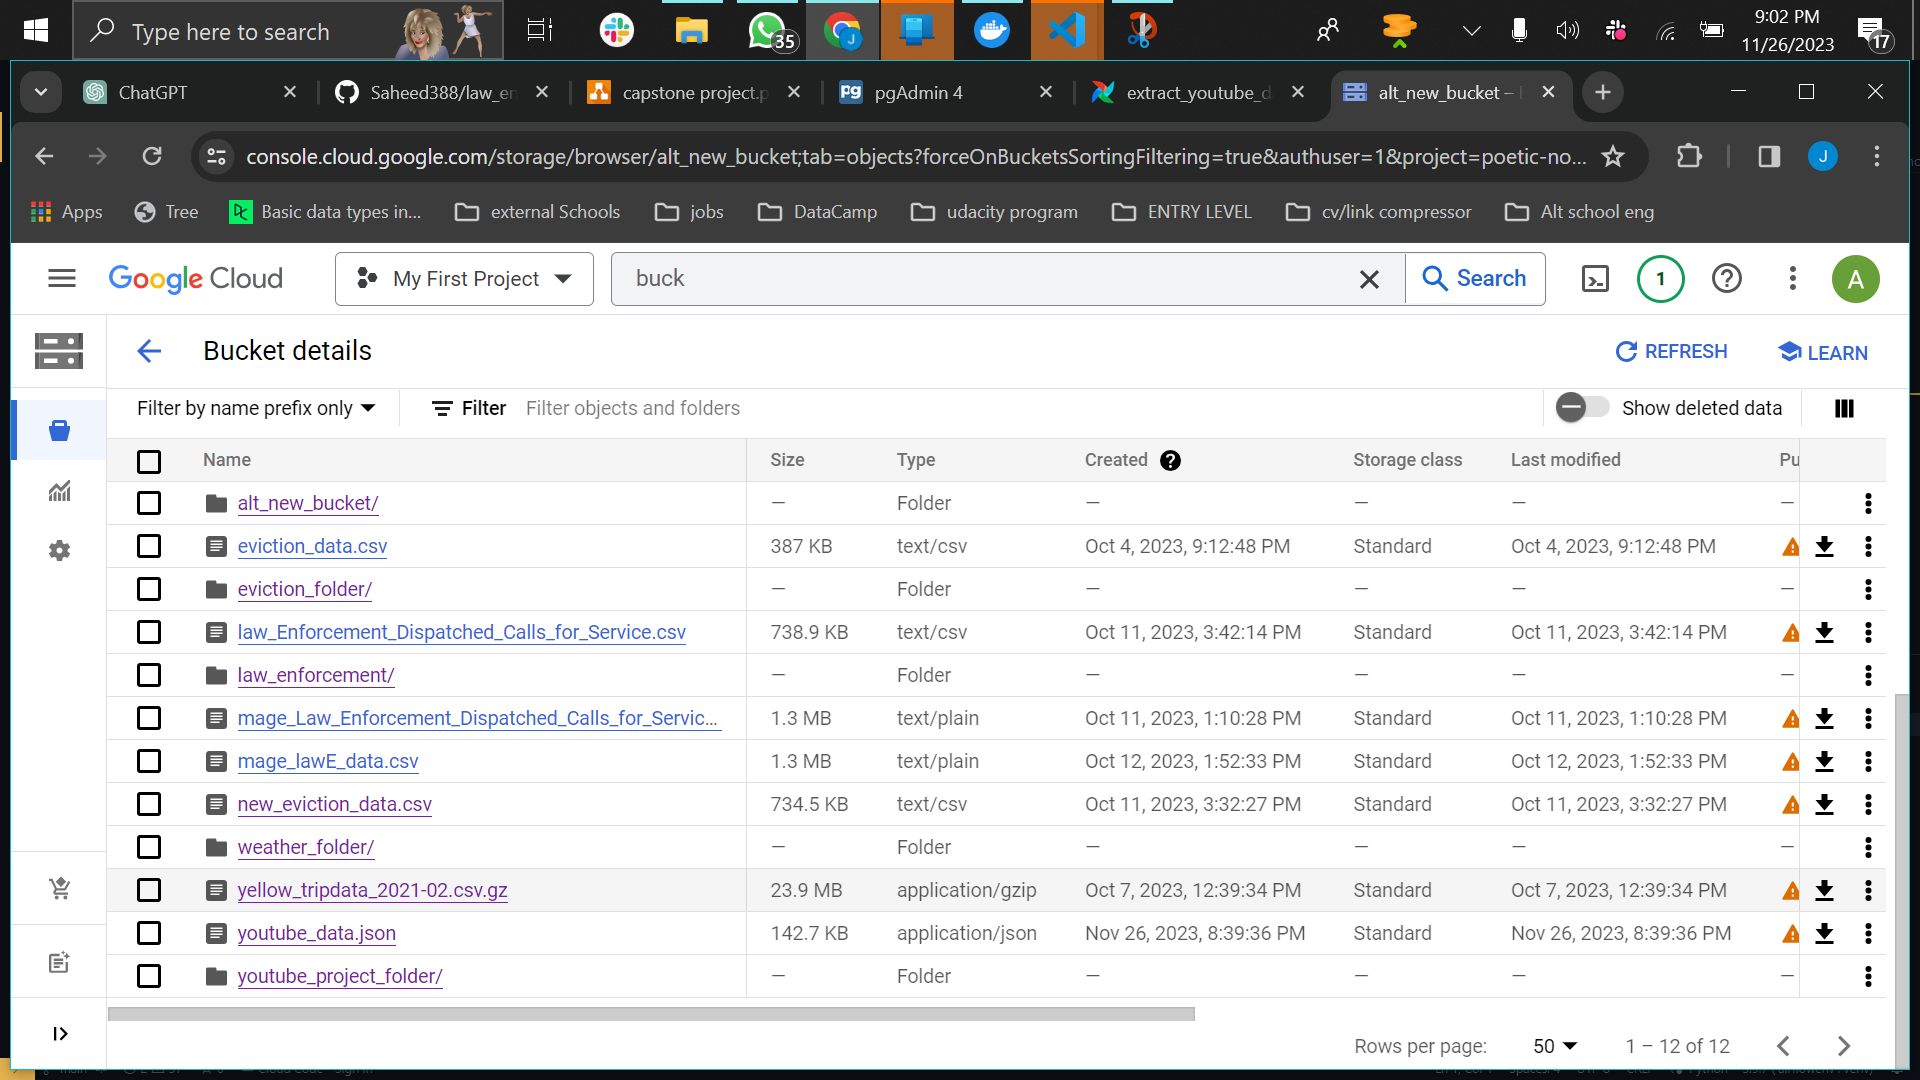 Type here to search
35
9:02 PM
11/26/2023
17
ChatGPT
Saheed388/law_en
capstone project.p
pgAdmin 4
extract_youtube_d
alt_new_bucket –
console.cloud.google.com/storage/browser/alt_new_bucket;tab=objects?forceOnBucketsSortingFiltering=true&authuser=1&project=poetic-no...
J
Apps
Tree
Basic data types in...
external Schools
jobs
DataCamp
udacity program
ENTRY LEVEL
cv/link compressor
Alt school eng
Google Cloud
My First Project
buck
Search
1
A
Bucket details
REFRESH
LEARN
Filter by name prefix only
Filter
Filter objects and folders
Show deleted data
Name Size Type Created Storage class Last modified Pu
alt_new_bucket/ — Folder — — — —
eviction_data.csv 387 KB text/csv Oct 4, 2023, 9:12:48 PM Standard Oct 4, 2023, 9:12:48 PM
eviction_folder/ — Folder — — — —
law_Enforcement_Dispatched_Calls_for_Service.csv 738.9 KB text/csv Oct 11, 2023, 3:42:14 PM Standard Oct 11, 2023, 3:42:14 PM
law_enforcement/ — Folder — — — —
mage_Law_Enforcement_Dispatched_Calls_for_Servic... 1.3 MB text/plain Oct 11, 2023, 1:10:28 PM Standard Oct 11, 2023, 1:10:28 PM
mage_lawE_data.csv 1.3 MB text/plain Oct 12, 2023, 1:52:33 PM Standard Oct 12, 2023, 1:52:33 PM
new_eviction_data.csv 734.5 KB text/csv Oct 11, 2023, 3:32:27 PM Standard Oct 11, 2023, 3:32:27 PM
weather_folder/ — Folder — — — —
yellow_tripdata_2021-02.csv.gz 23.9 MB application/gzip Oct 7, 2023, 12:39:34 PM Standard Oct 7, 2023, 12:39:34 PM
youtube_data.json 142.7 KB application/json Nov 26, 2023, 8:39:36 PM Standard Nov 26, 2023, 8:39:36 PM
youtube_project_folder/ — Folder — — — —
Rows per page: 50 1 – 12 of 12